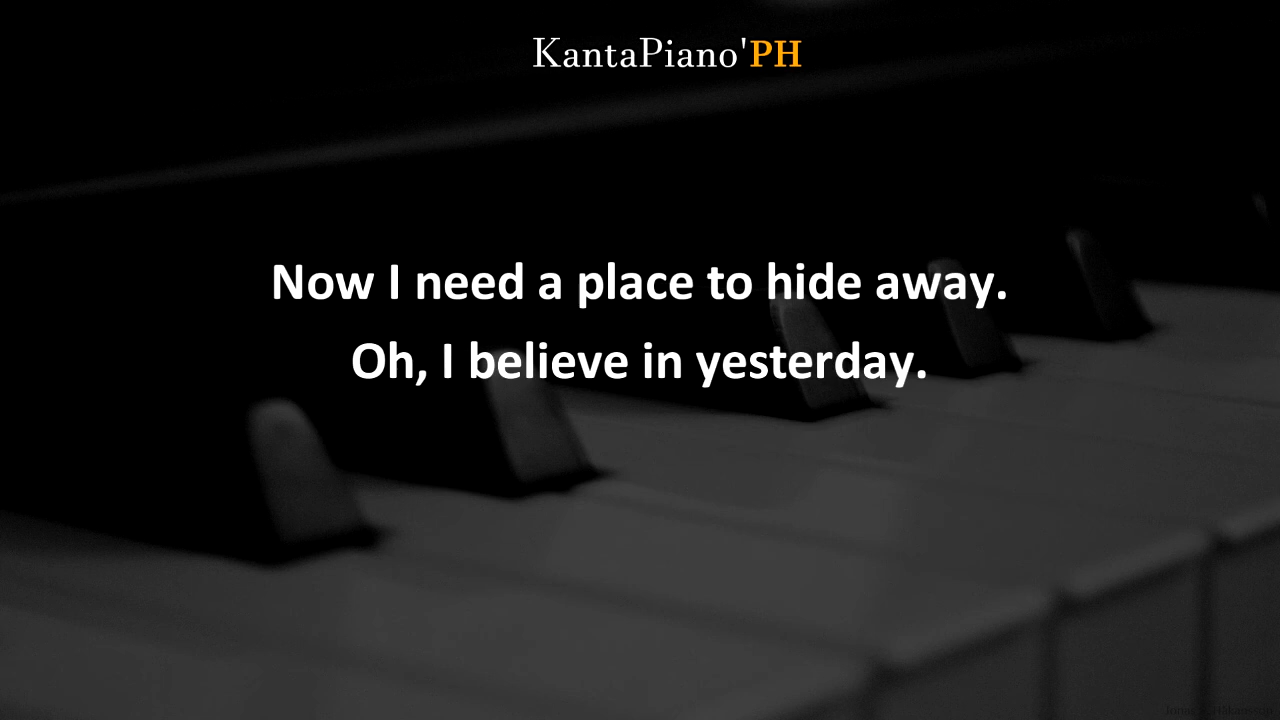 KantaPiano'PH
Now I need a place to hide away.
Oh, I believe in yesterday.